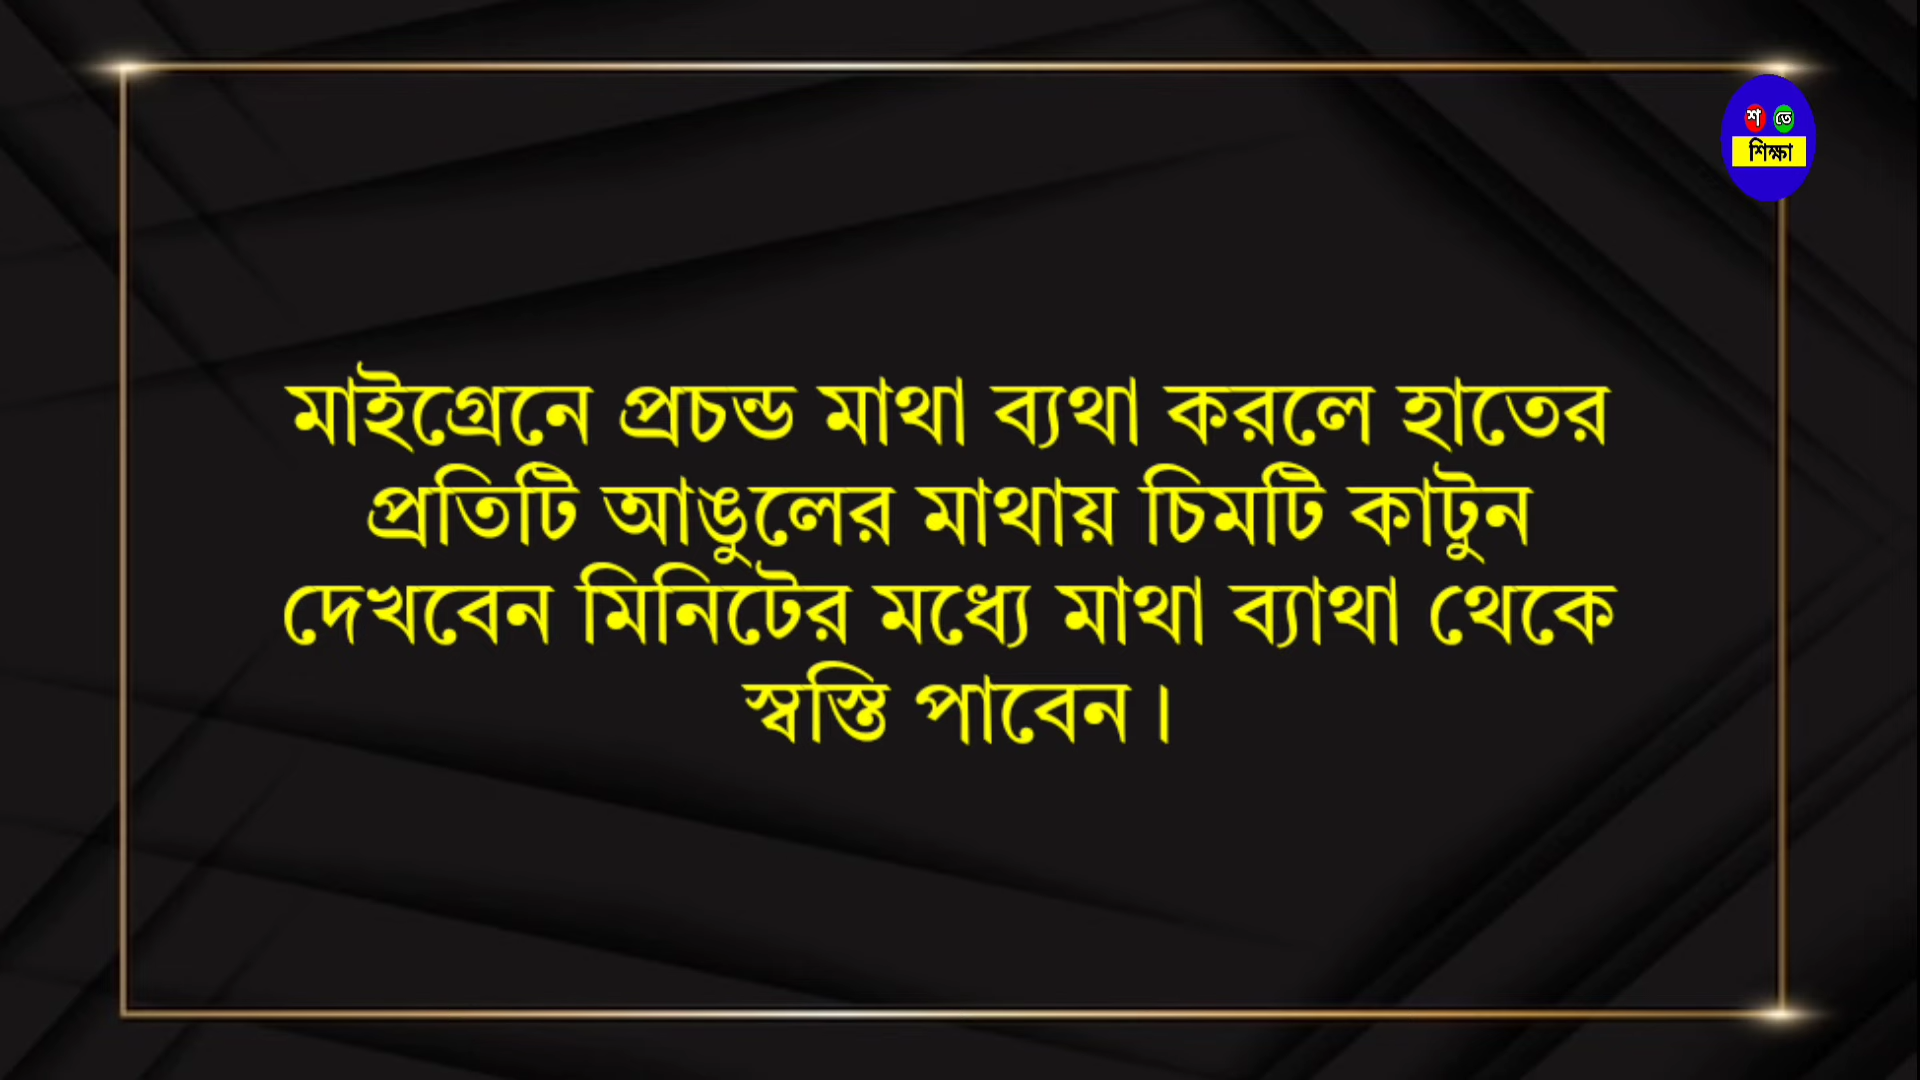 শ তে
শিক্ষা
মাইগ্রেনে প্রচন্ড মাথা ব্যথা করলে হাতের
প্রতিটি আঙুলের মাথায় চিমটি কাটুন
দেখবেন মিনিটের মধ্যে মাথা ব্যাথা থেকে
স্বস্তি পাবেন।